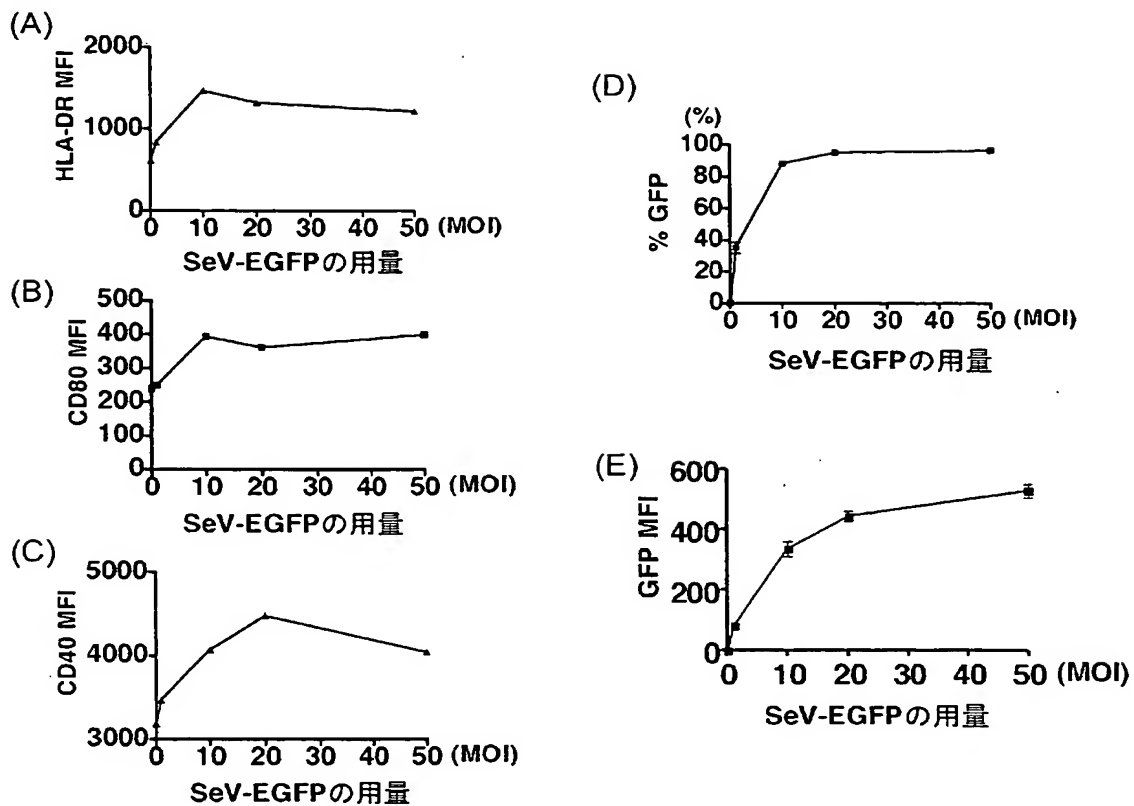 (A)
HLA-DR MFI
2000
1000
0
0 10 20 30 40 50 (MOI)
SeV-EGFPの用量
(B)
CD80 MFI
500
400
300
200
100
0
0 10 20 30 40 50 (MOI)
SeV-EGFPの用量
(C)
CD40 MFI
5000
4000
3000
0 10 20 30 40 50 (MOI)
SeV-EGFPの用量
(D)
(%)
% GFP
100
80
60
40
20
0
0 10 20 30 40 50 (MOI)
SeV-EGFPの用量
(E)
GFP MFI
600
400
200
0
0 10 20 30 40 50 (MOI)
SeV-EGFPの用量